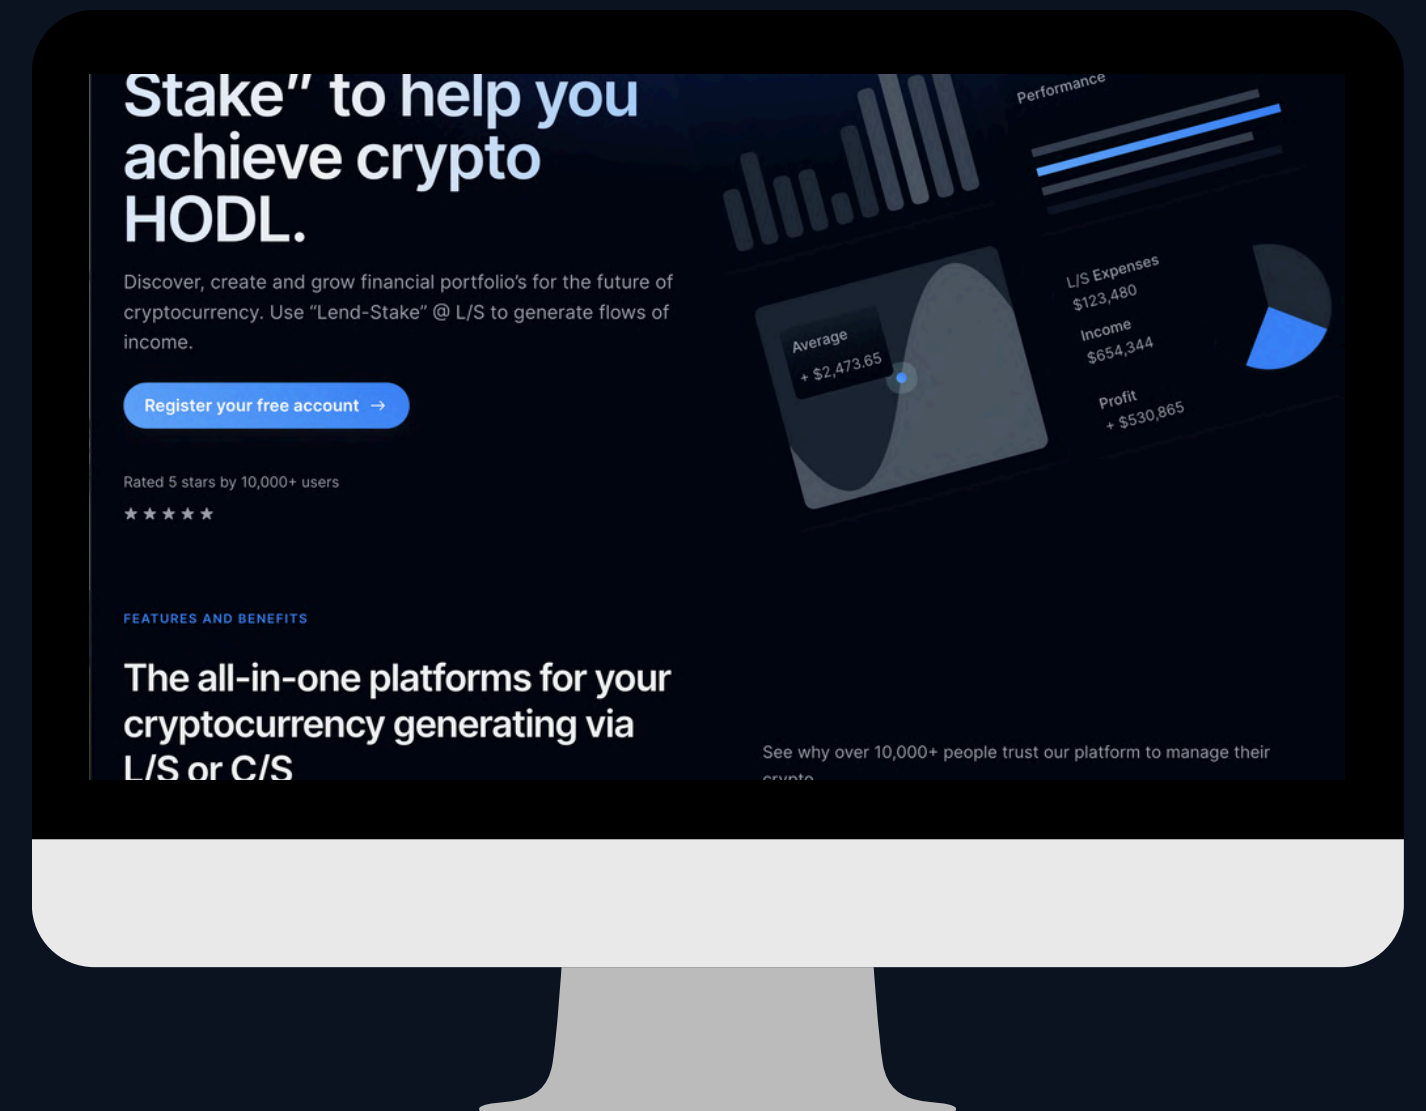 Stake” to help you
achieve crypto
HODL.
Discover, create and grow financial portfolio’s for the future of
cryptocurrency. Use “Lend-Stake” @ L/S to generate flows of
income.
Register your free account →
Rated 5 stars by 10,000+ users
Performance
Average
+ $2,473.65
L/S Expenses
$123,480
Income
$654,344
Profit
+ $530,865
FEATURES AND BENEFITS
The all-in-one platforms for your
cryptocurrency generating via
L/S or C/S
See why over 10,000+ people trust our platform to manage their
crypto